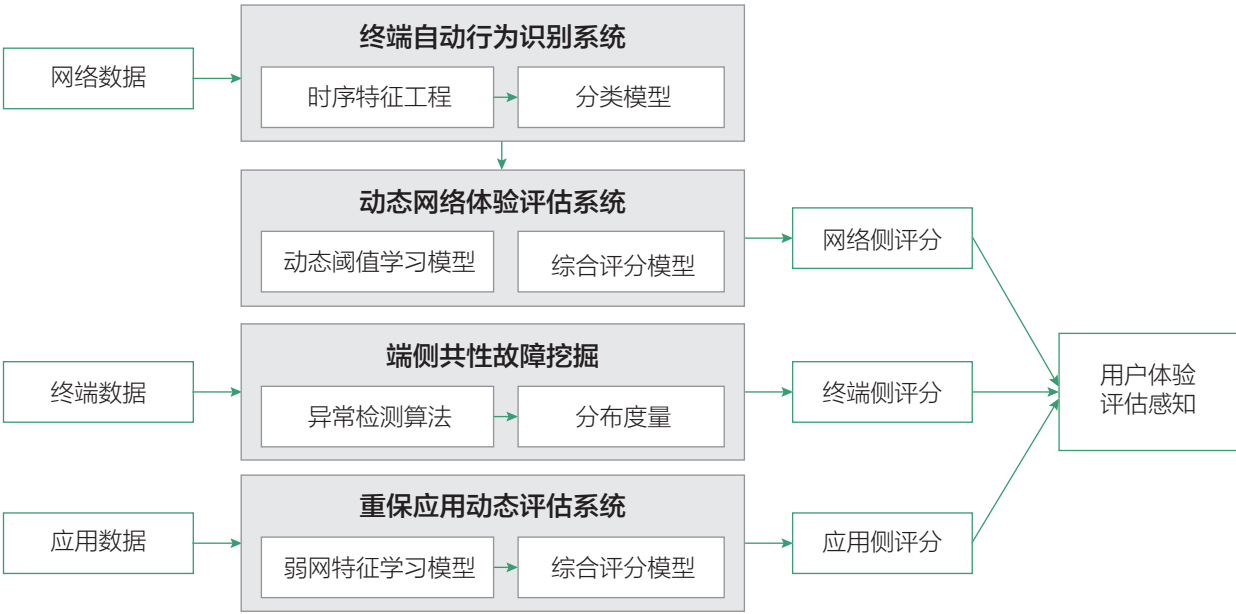 终端自动行为识别系统
网络数据
时序特征工程
分类模型
动态网络体验评估系统
动态阈值学习模型
综合评分模型
网络侧评分
端侧共性故障挖掘
终端数据
异常检测算法
分布度量
终端侧评分
用户体验
评估感知
重保应用动态评估系统
应用数据
弱网特征学习模型
综合评分模型
应用侧评分